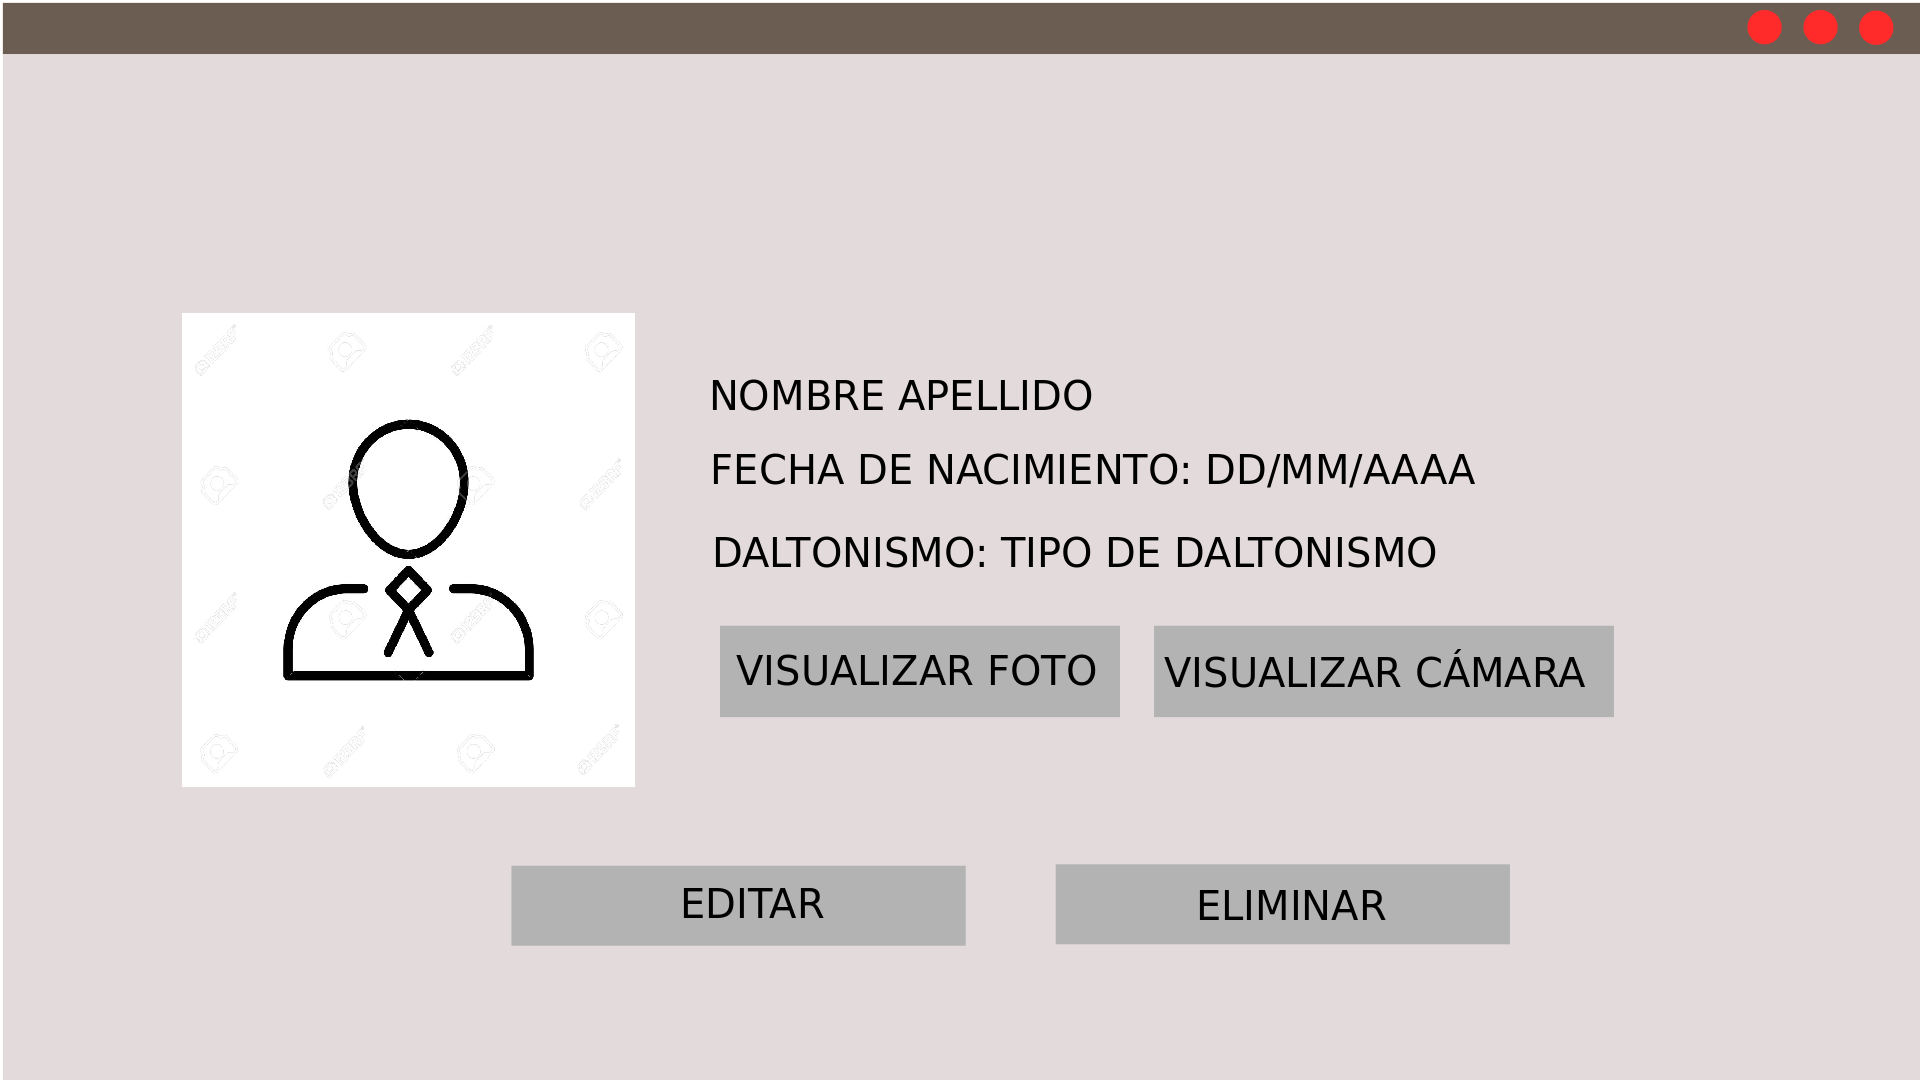 NOMBRE APELLIDO
FECHA DE NACIMIENTO: DD/MM/AAAA
DALTONISMO: TIPO DE DALTONISMO
VISUALIZAR FOTO
VISUALIZAR CÁMARA
EDITAR
ELIMINAR